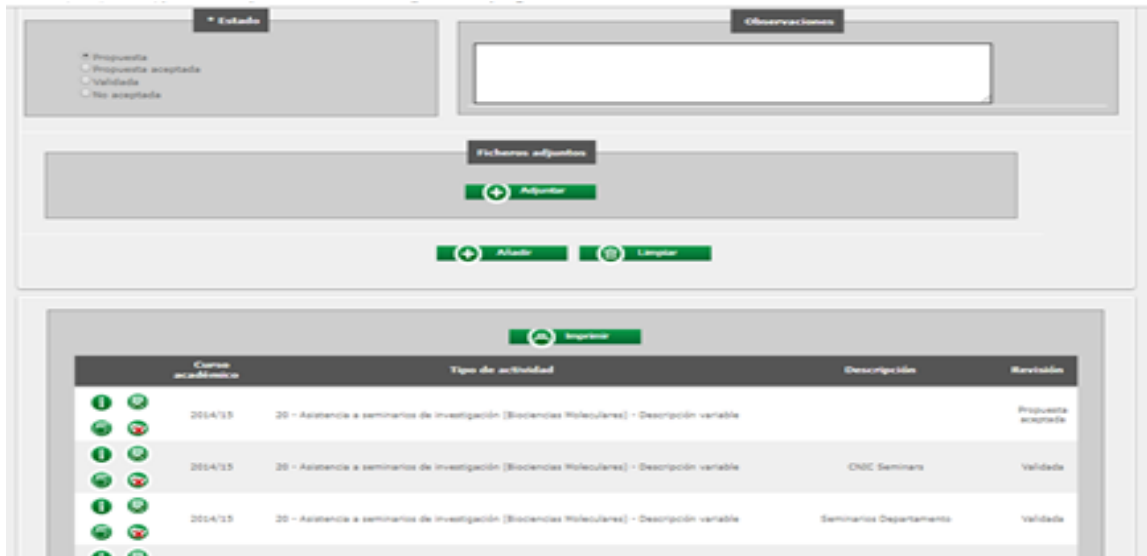 * Estado
Observaciones
Propuesta
Propuesta aceptada
Validada
No aceptada
Ficheros adjuntos
Adjuntar
Añadir
Limpiar
Imprimir
Curso académico
Tipo de actividad
Descripción
Revisión
2014/15
20 - Asistencia a seminarios de investigación [Biociencias Moleculares] - Descripción variable
Propuesta aceptada
2014/15
20 - Asistencia a seminarios de investigación [Biociencias Moleculares] - Descripción variable
CNIC Seminars
Validada
2014/15
20 - Asistencia a seminarios de investigación [Biociencias Moleculares] - Descripción variable
Seminarios Departamento
Validada